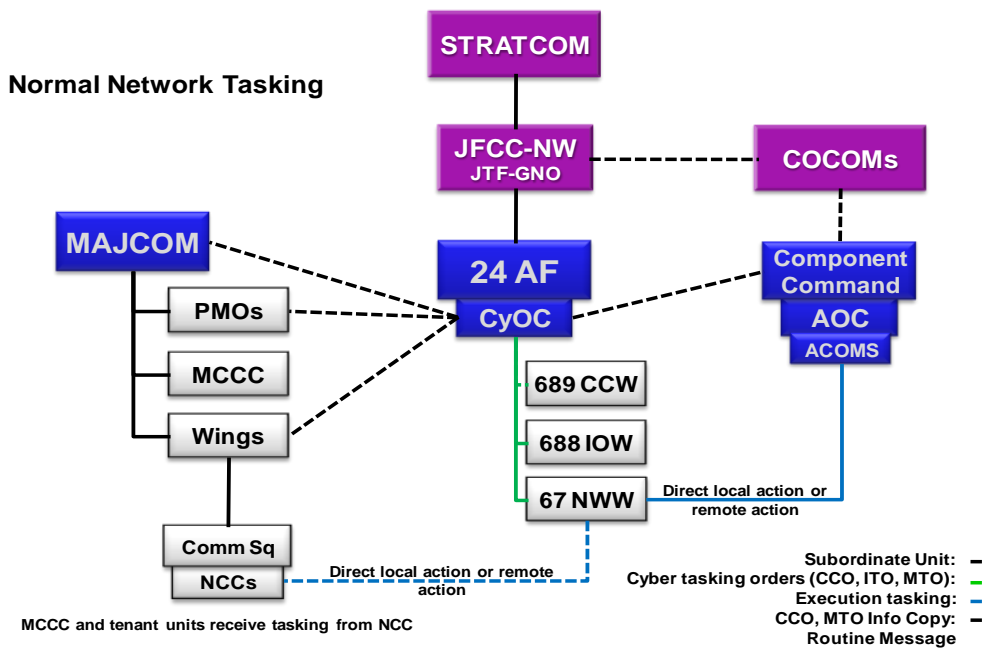 STRATCOM
Normal Network Tasking
JFCC-NW
JTF-GNO
COCOMs
MAJCOM
24 AF
CyOC
Component
Command
AOC
ACOMS
PMOs
MCCC
Wings
689 CCW
688 IOW
67 NWW
Direct local action or
remote action
Comm Sq
NCCs
Direct local action or remote
action
MCCC and tenant units receive tasking from NCC
Subordinate Unit:
Cyber tasking orders (CCO, ITO, MTO):
Execution tasking:
CCO, MTO Info Copy:
Routine Message